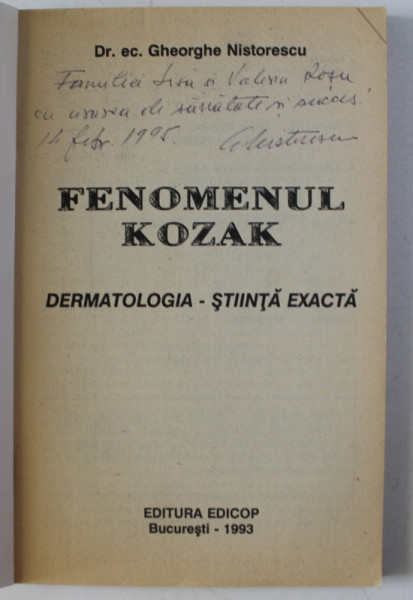 Dr. ec. Gheorghe Nistorescu
Familiei și Valeriu Roșu
cu urarea de sănătate și succes!
14 febr. 1995. GNistorescu
FENOMENUL
KOZAK
DERMATOLOGIA - ȘTIINȚĂ EXACTĂ
EDITURA EDICOP
București - 1993